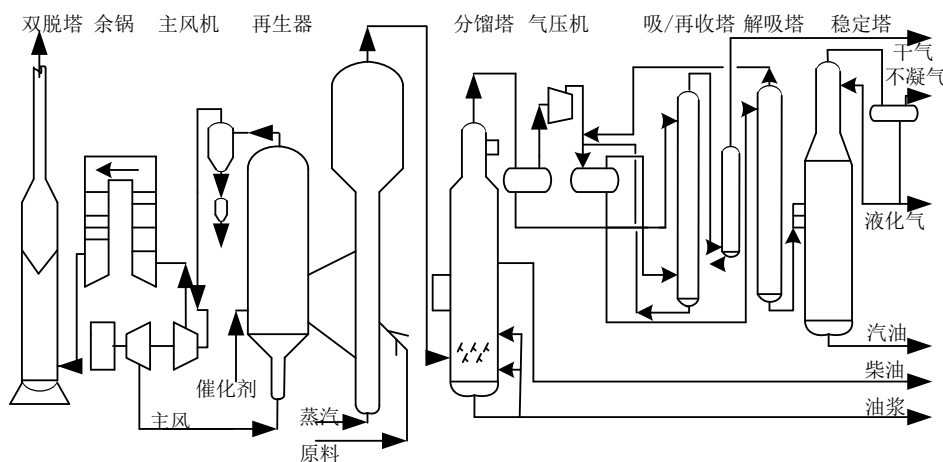 双脱塔 余锅 主风机 再生器 分馏塔 气压机 吸/再收塔 解吸塔 稳定塔
干气
不凝气
液化气
汽油
催化剂
柴油
主风
蒸汽
油浆
原料